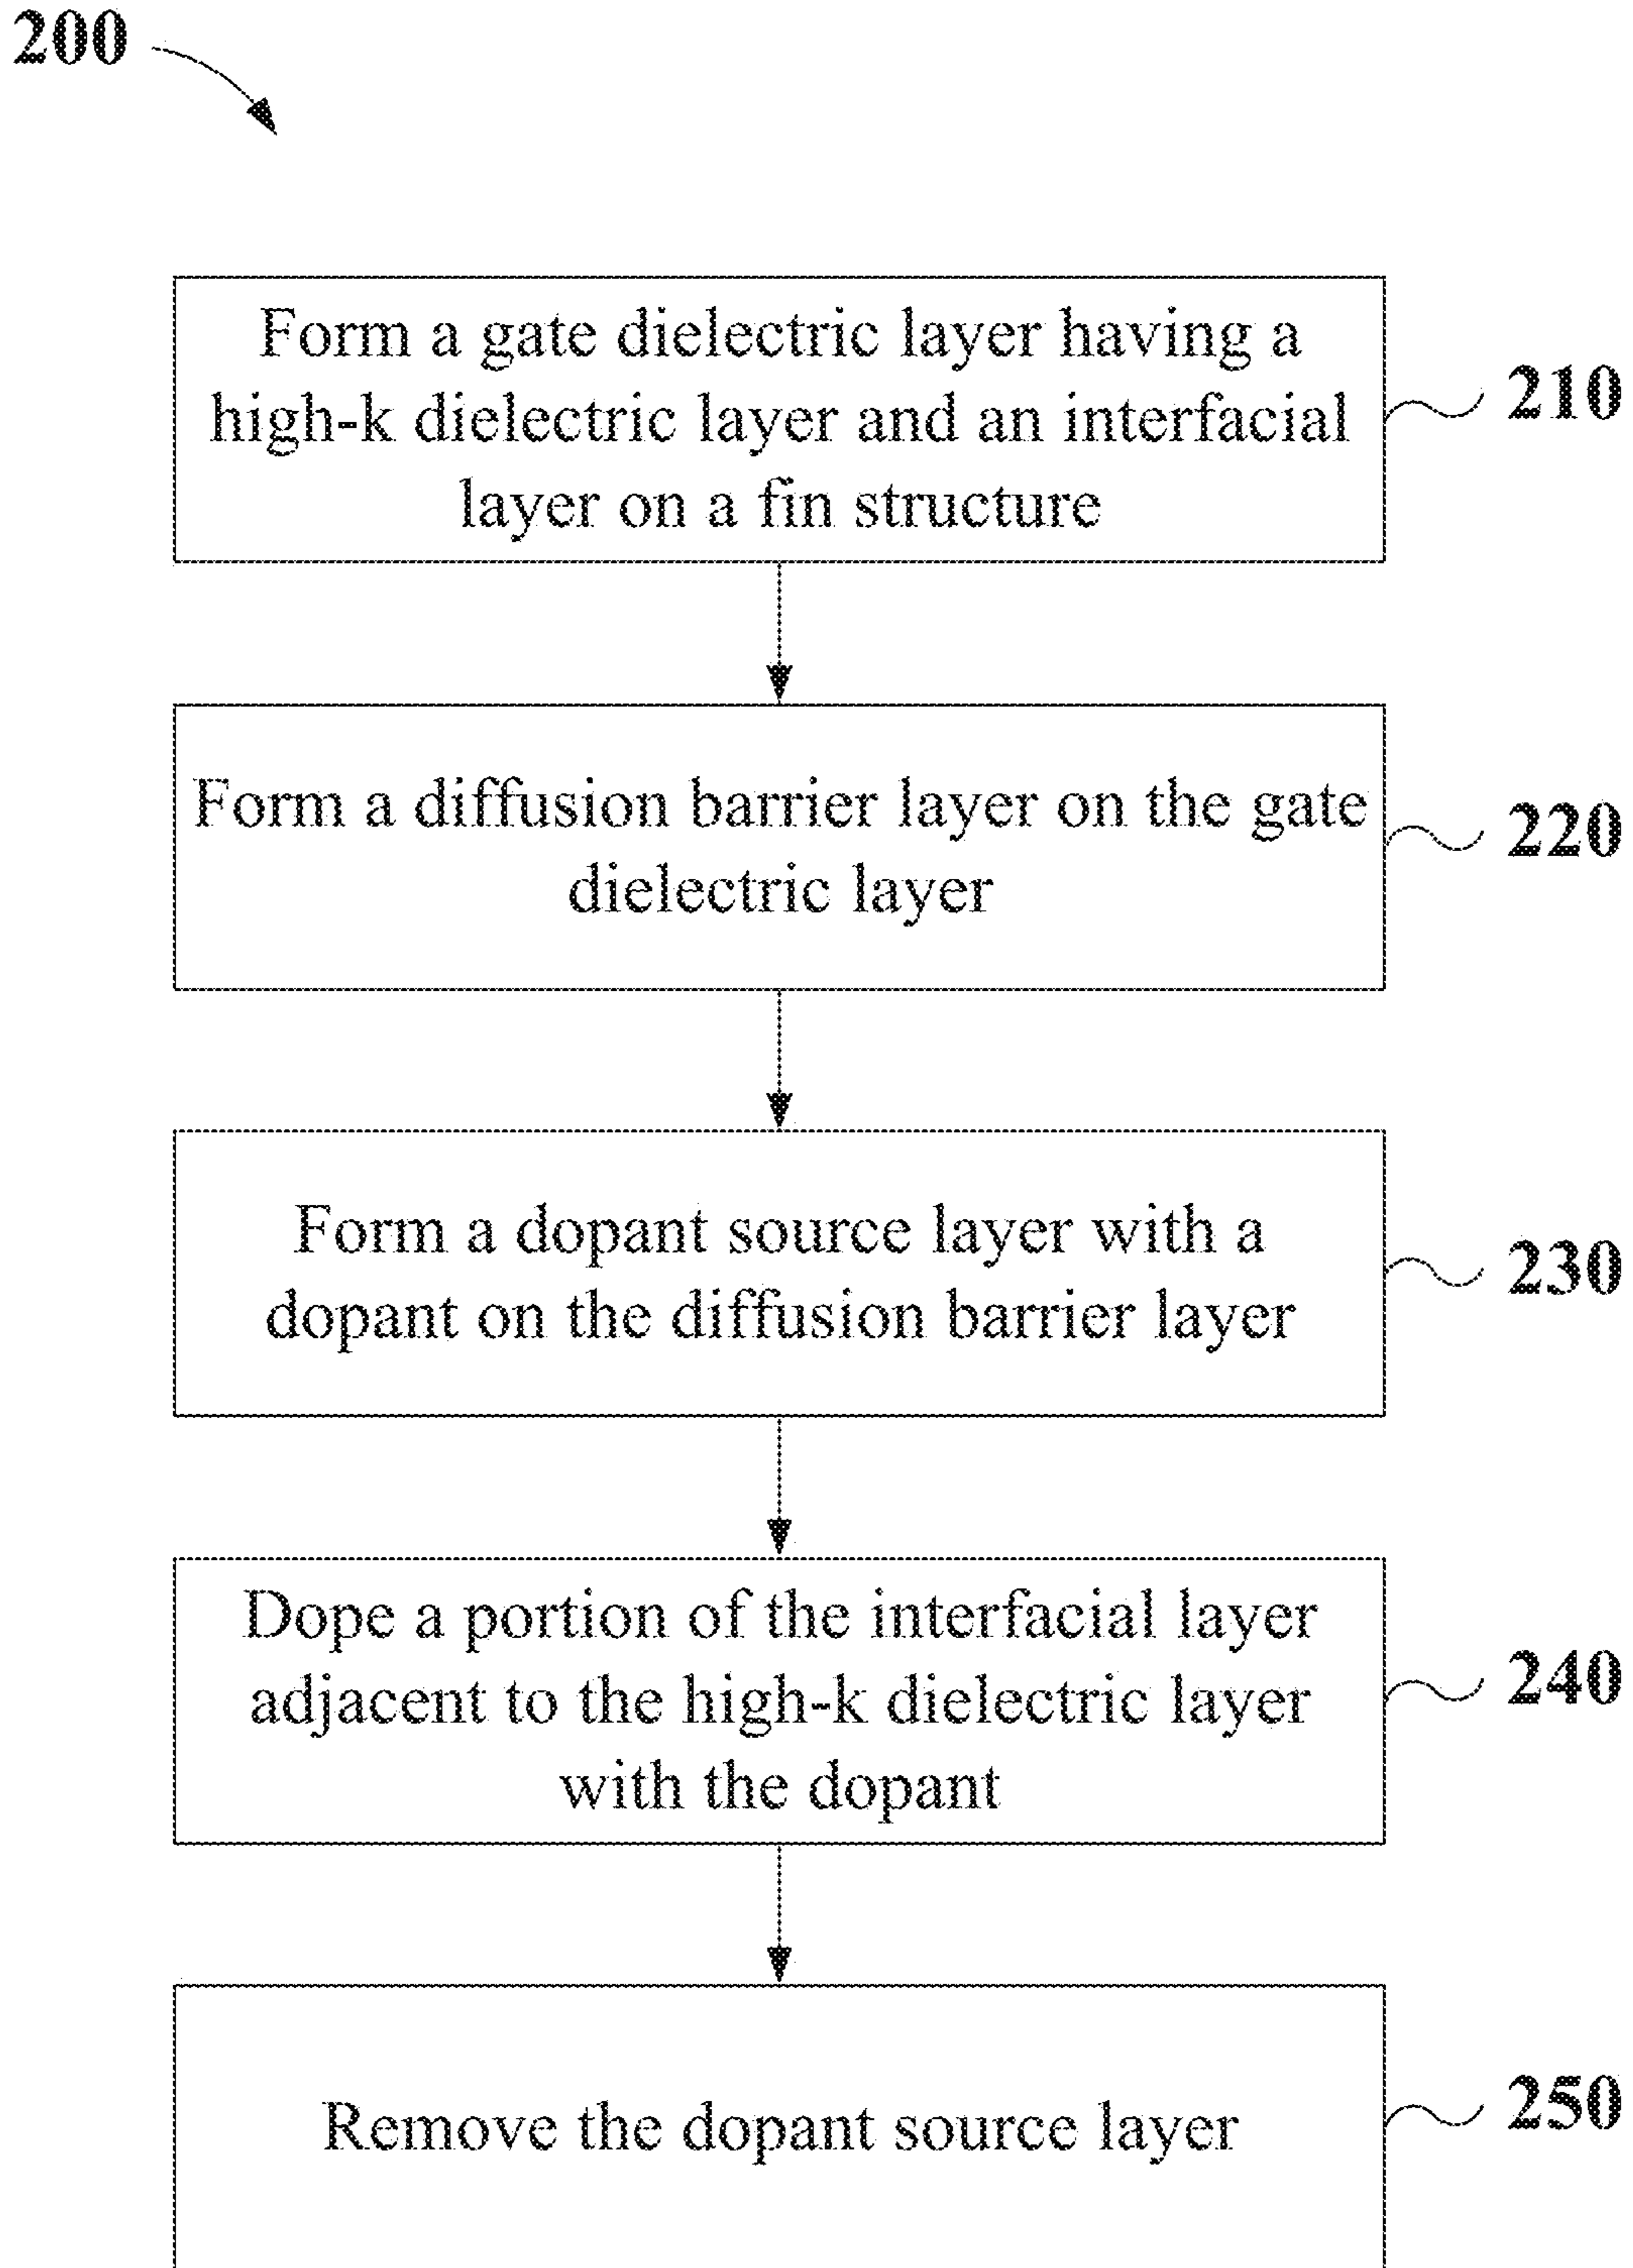 200
Form a gate dielectric layer having a
high-k dielectric layer and an interfacial
layer on a fin structure
210
Form a diffusion barrier layer on the gate
dielectric layer
220
Form a dopant source layer with a
dopant on the diffusion barrier layer
230
Dope a portion of the interfacial layer
adjacent to the high-k dielectric layer
with the dopant
240
Remove the dopant source layer
250